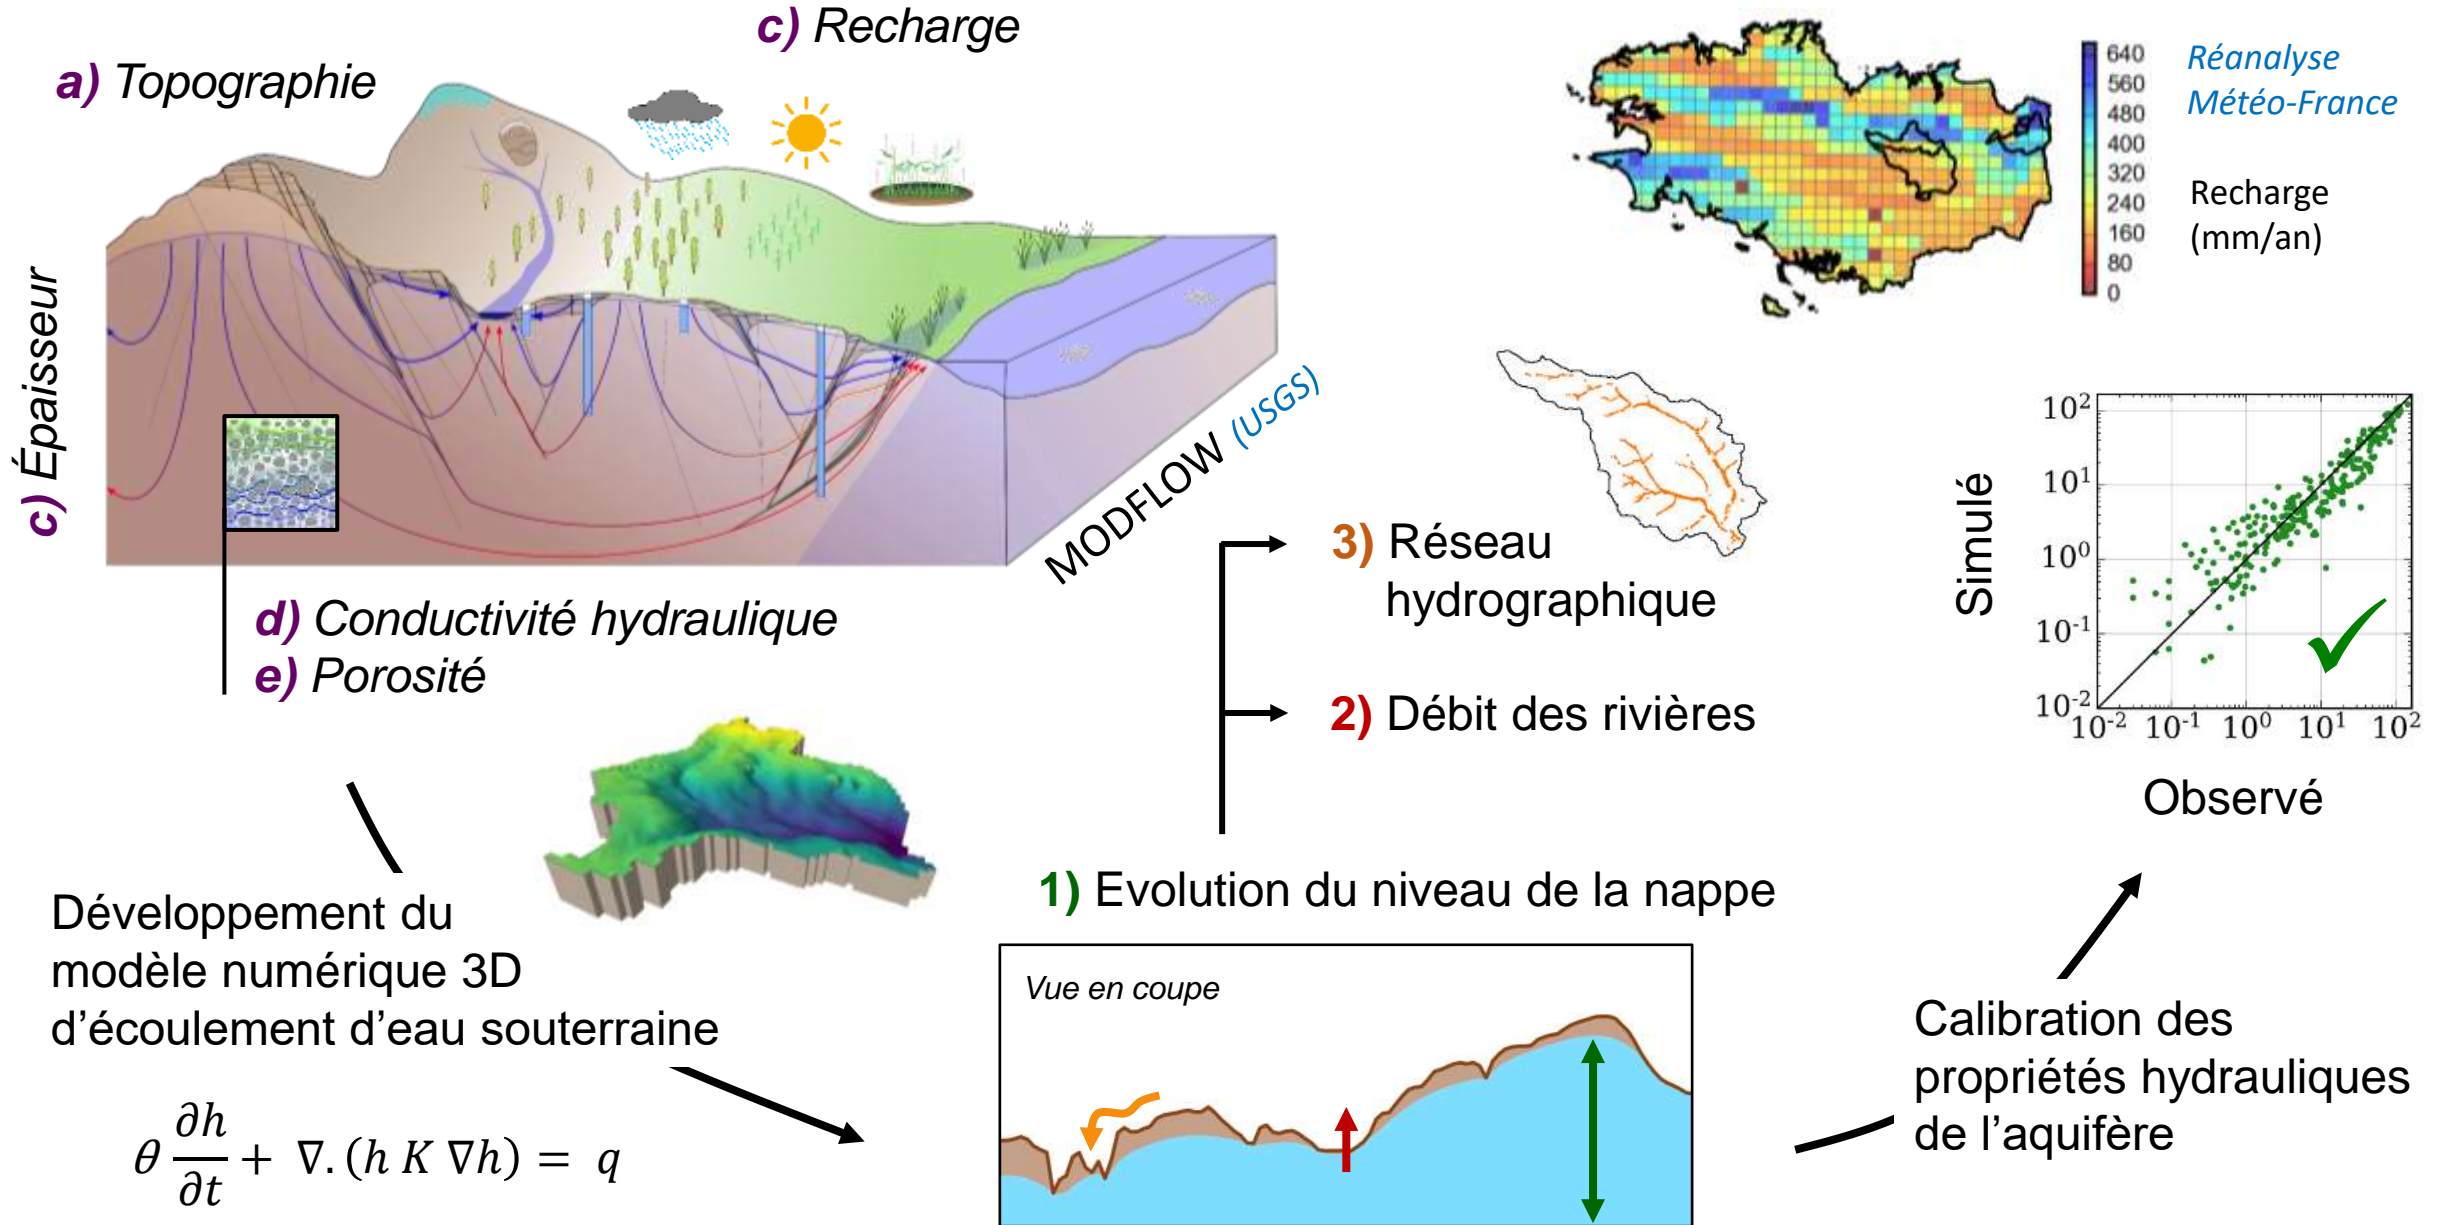 c) Recharge
a) Topographie
c) Épaisseur
MODFLOW (USGS)
d) Conductivité hydraulique
e) Porosité
640
560
480
400
320
240
160
80
0
Réanalyse
Météo-France
Recharge
(mm/an)
3) Réseau
hydrographique
2) Débit des rivières
1) Evolution du niveau de la nappe
Vue en coupe
Développement du
modèle numérique 3D
d'écoulement d'eau souterraine
θ ∂h/∂t + ∇. (h K ∇h) = q
Simulé
10² 
10¹
10⁰
10⁻¹
10⁻²
10⁻² 10⁻¹ 10⁰ 10¹ 10²
Observé
Calibration des
propriétés hydrauliques
de l'aquifère